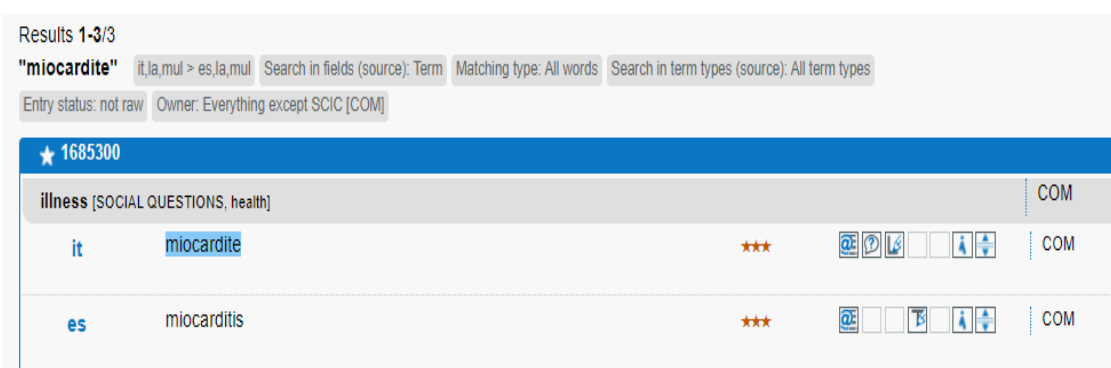 Results 1-3/3
"miocardite" it,la,mul > es,la,mul Search in fields (source): Term Matching type: All words Search in term types (source): All term types
Entry status: not raw Owner: Everything except SCIC [COM]
1685300
illness [SOCIAL QUESTIONS, health] COM
it miocardite COM
es miocarditis COM